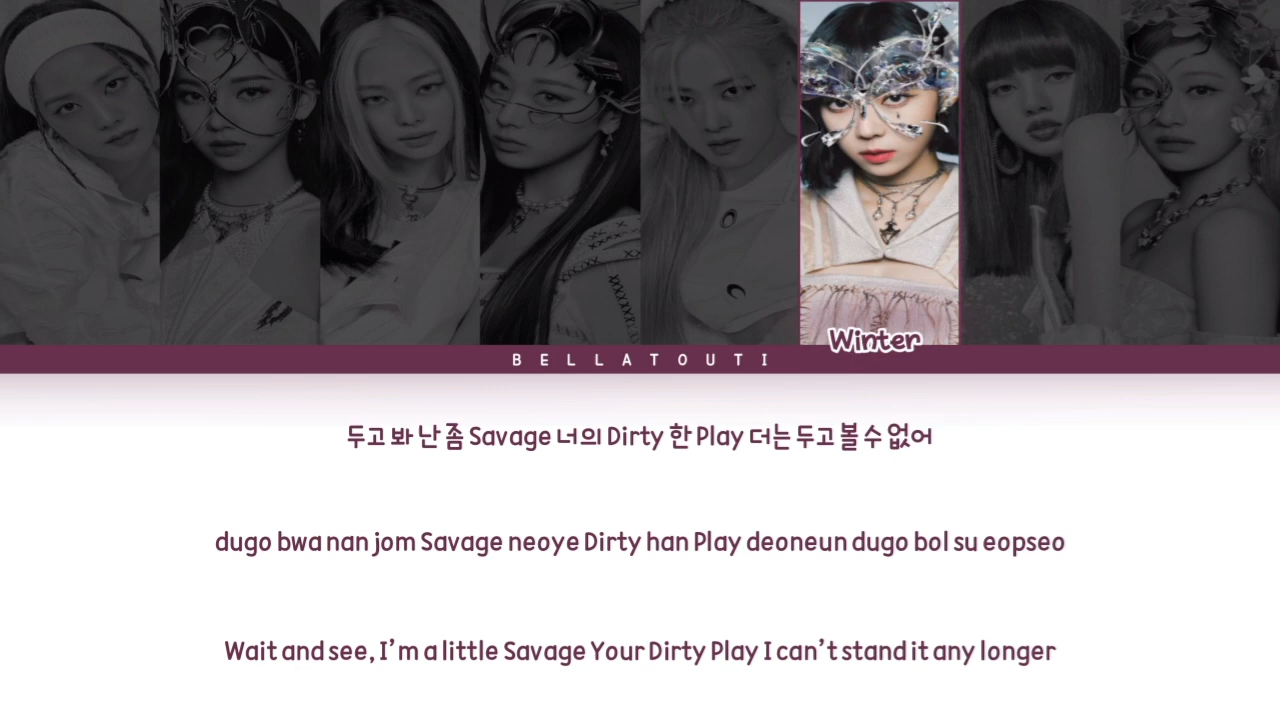 Winter
BELLATOUTI
두고 봐 난 좀 Savage 너의 Dirty 한 Play 더는 두고 볼 수 없어
dugo bwa nan jom Savage neoye Dirty han Play deoneun dugo bol su eopseo
Wait and see, I’m a little Savage Your Dirty Play I can’t stand it any longer